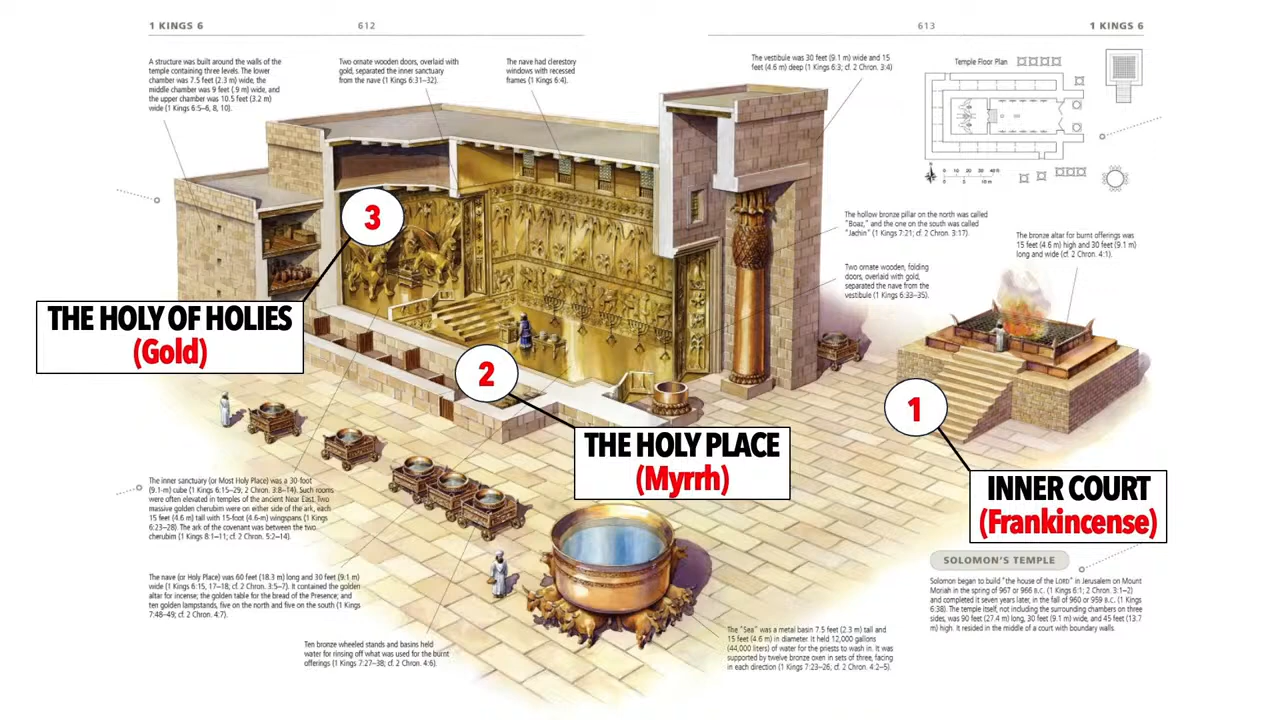 1 KINGS 6
612
613
1 KINGS 6
A structure was built around the walls of the
temple containing three levels. The lower
chamber was 7.5 feet (2.3 m) wide, the
middle chamber was 9 feet (.9 m) wide, and
the upper chamber was 10.5 feet (3.2 m)
wide (1 Kings 6:5–6, 8, 10).
Two ornate wooden doors, overlaid with
gold, separated the inner sanctuary
from the nave (1 Kings 6:31–32).
The nave had clerestory
windows with recessed
frames (1 Kings 6:4).
The vestibule was 30 feet (9.1 m) wide and 15
feet (4.6 m) deep (1 Kings 6:3; cf. 2 Chron. 3:4)
Temple Floor Plan
N
0 10 20 30 40 ft
0 5 10 m
The hollow bronze pillar on the north was called
"Boaz," and the one on the south was called
"Jachin" (1 Kings 7:21; cf. 2 Chron. 3:17).
The bronze altar for burnt offerings was
15 feet (4.6 m) high and 30 feet (9.1 m)
long and wide (cf. 2 Chron. 4:1).
Two ornate wooden, folding
doors, overlaid with gold,
separated the nave from the
vestibule (1 Kings 6:33–35).
3
THE HOLY OF HOLIES
(Gold)
2
THE HOLY PLACE
(Myrrh)
1
INNER COURT
(Frankincense)
The inner sanctuary (or Most Holy Place) was a 30-foot
(9.1-m) cube (1 Kings 6:15–29; 2 Chron. 3:8–14). Such rooms
were often elevated in temples of the ancient Near East. Two
massive golden cherubim were on either side of the ark, each
15 feet (4.6 m) tall with 15-foot (4.6-m) wingspans (1 Kings
6:23–28). The ark of the covenant was between the two
cherubim (1 Kings 8:1–11; cf. 2 Chron. 5:2–14).
The nave (or Holy Place) was 60 feet (18.3 m) long and 30 feet (9.1 m)
wide (1 Kings 6:15, 17–18; cf. 2 Chron. 3:5–7). It contained the golden
altar for incense; the golden table for the bread of the Presence; and
ten golden lampstands, five on the north and five on the south (1 Kings
7:48–49; cf. 2 Chron. 4:7).
Ten bronze wheeled stands and basins held
water for rinsing off what was used for the burnt
offerings (1 Kings 7:27–38; cf. 2 Chron. 4:6).
The "Sea" was a metal basin 7.5 feet (2.3 m) tall and
15 feet (4.6 m) in diameter. It held 12,000 gallons
(44,000 liters) of water for the priests to wash in. It was
supported by twelve bronze oxen in sets of three, facing
in each direction (1 Kings 7:23–26; cf. 2 Chron. 4:2–5).
SOLOMON'S TEMPLE
Solomon began to build "the house of the LORD" in Jerusalem on Mount
Moriah in the spring of 967 or 966 B.C. (1 Kings 6:1; 2 Chron. 3:1–2)
and completed it seven years later, in the fall of 960 or 959 B.C. (1 Kings
6:38). The temple itself, not including the surrounding chambers on three
sides, was 90 feet (27.4 m) long, 30 feet (9.1 m) wide, and 45 feet (13.7
m) high. It resided in the middle of a court with boundary walls.